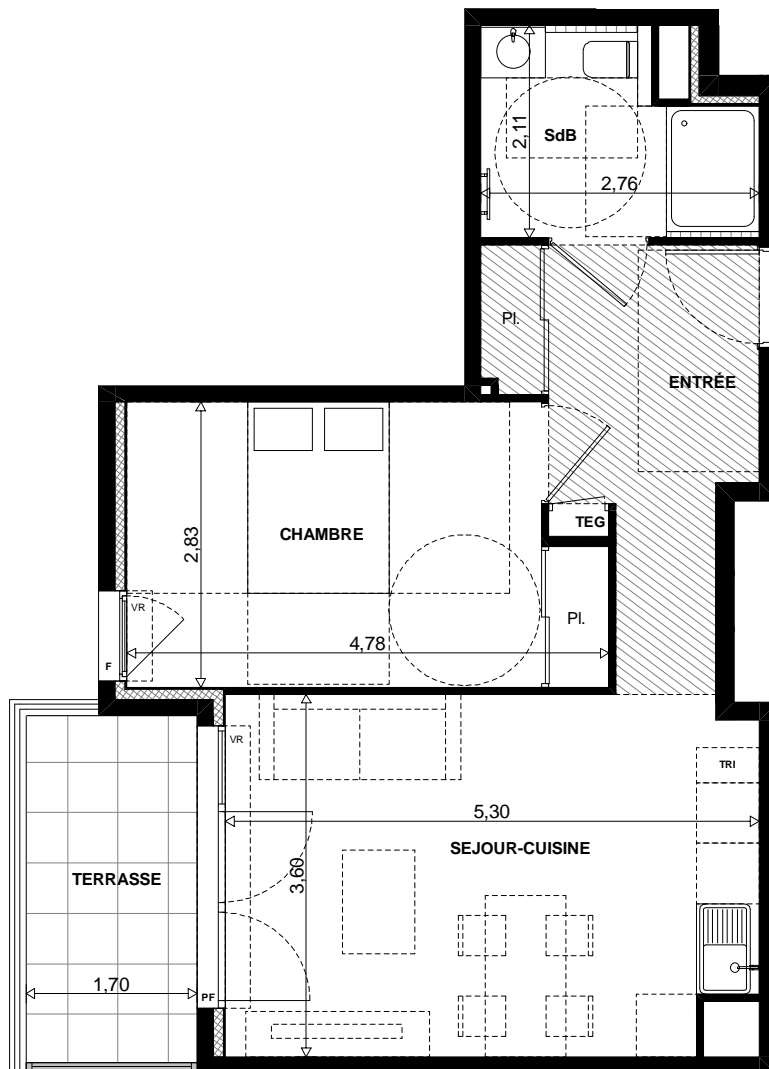 2,11
SdB
2,76
Pl.
ENTRÉE
TEG
CHAMBRE
2,83
VR
4,78
Pl.
F
VR
TRI
5,30
SEJOUR-CUISINE
TERRASSE
3,60
1,70
PF